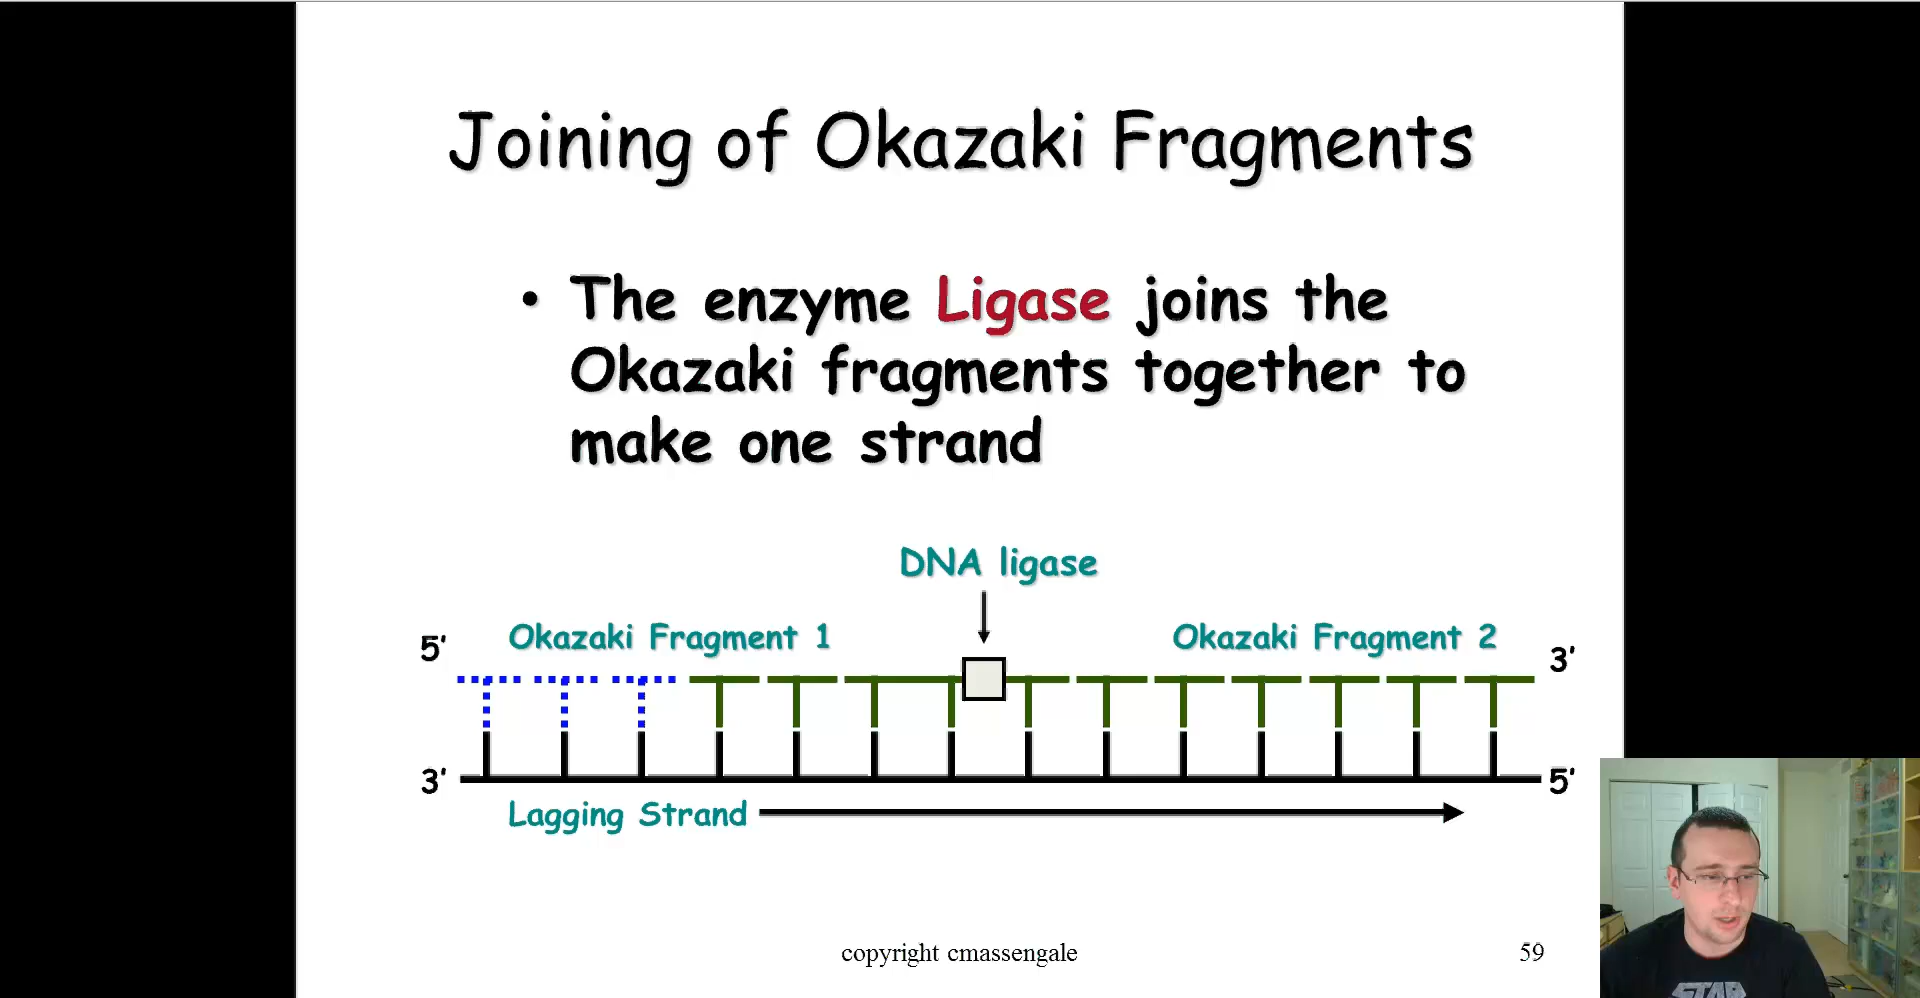 Joining of Okazaki Fragments
• The enzyme Ligase joins the
Okazaki fragments together to
make one strand
DNA ligase
Okazaki Fragment 1
Okazaki Fragment 2
5’
3’
3’
5’
Lagging Strand
copyright cmassengale
59
STAR